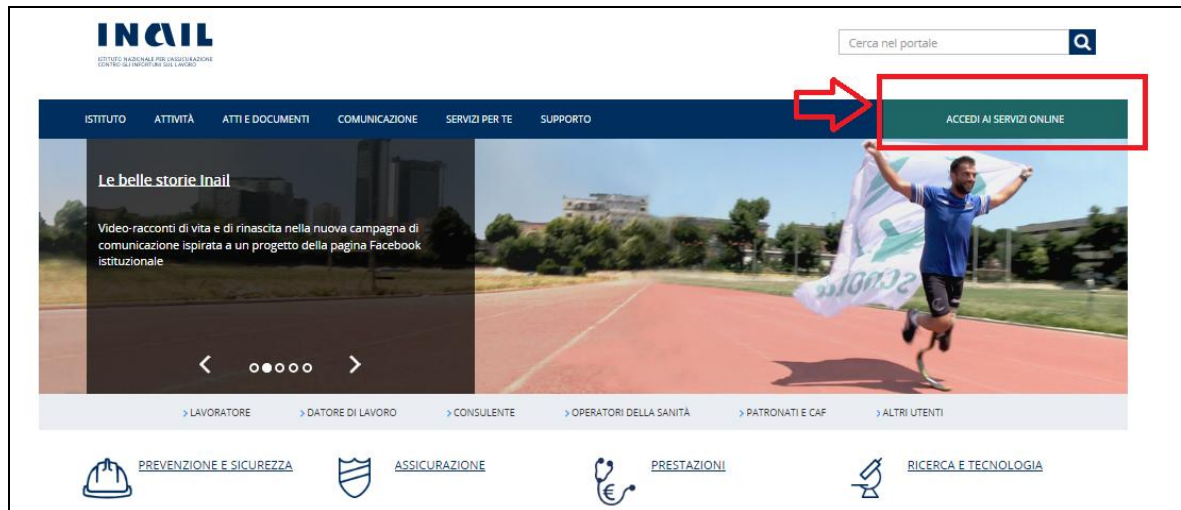 INAIL
ISTITUTO NAZIONALE PER L'ASSICURAZIONE
CONTRO GLI INFORTUNI SUL LAVORO
Cerca nel portale
ISTITUTO ATTIVITÀ ATTI E DOCUMENTI COMUNICAZIONE SERVIZI PER TE SUPPORTO ACCEDI AI SERVIZI ONLINE
Le belle storie Inail
Video-racconti di vita e di rinascita nella nuova campagna di
comunicazione ispirata a un progetto della pagina Facebook
istituzionale
> LAVORATORE > DATORE DI LAVORO > CONSULENTE > OPERATORI DELLA SANITÀ > PATRONATI E CAF > ALTRI UTENTI
PREVENZIONE E SICUREZZA ASSICURAZIONE PRESTAZIONI RICERCA E TECNOLOGIA